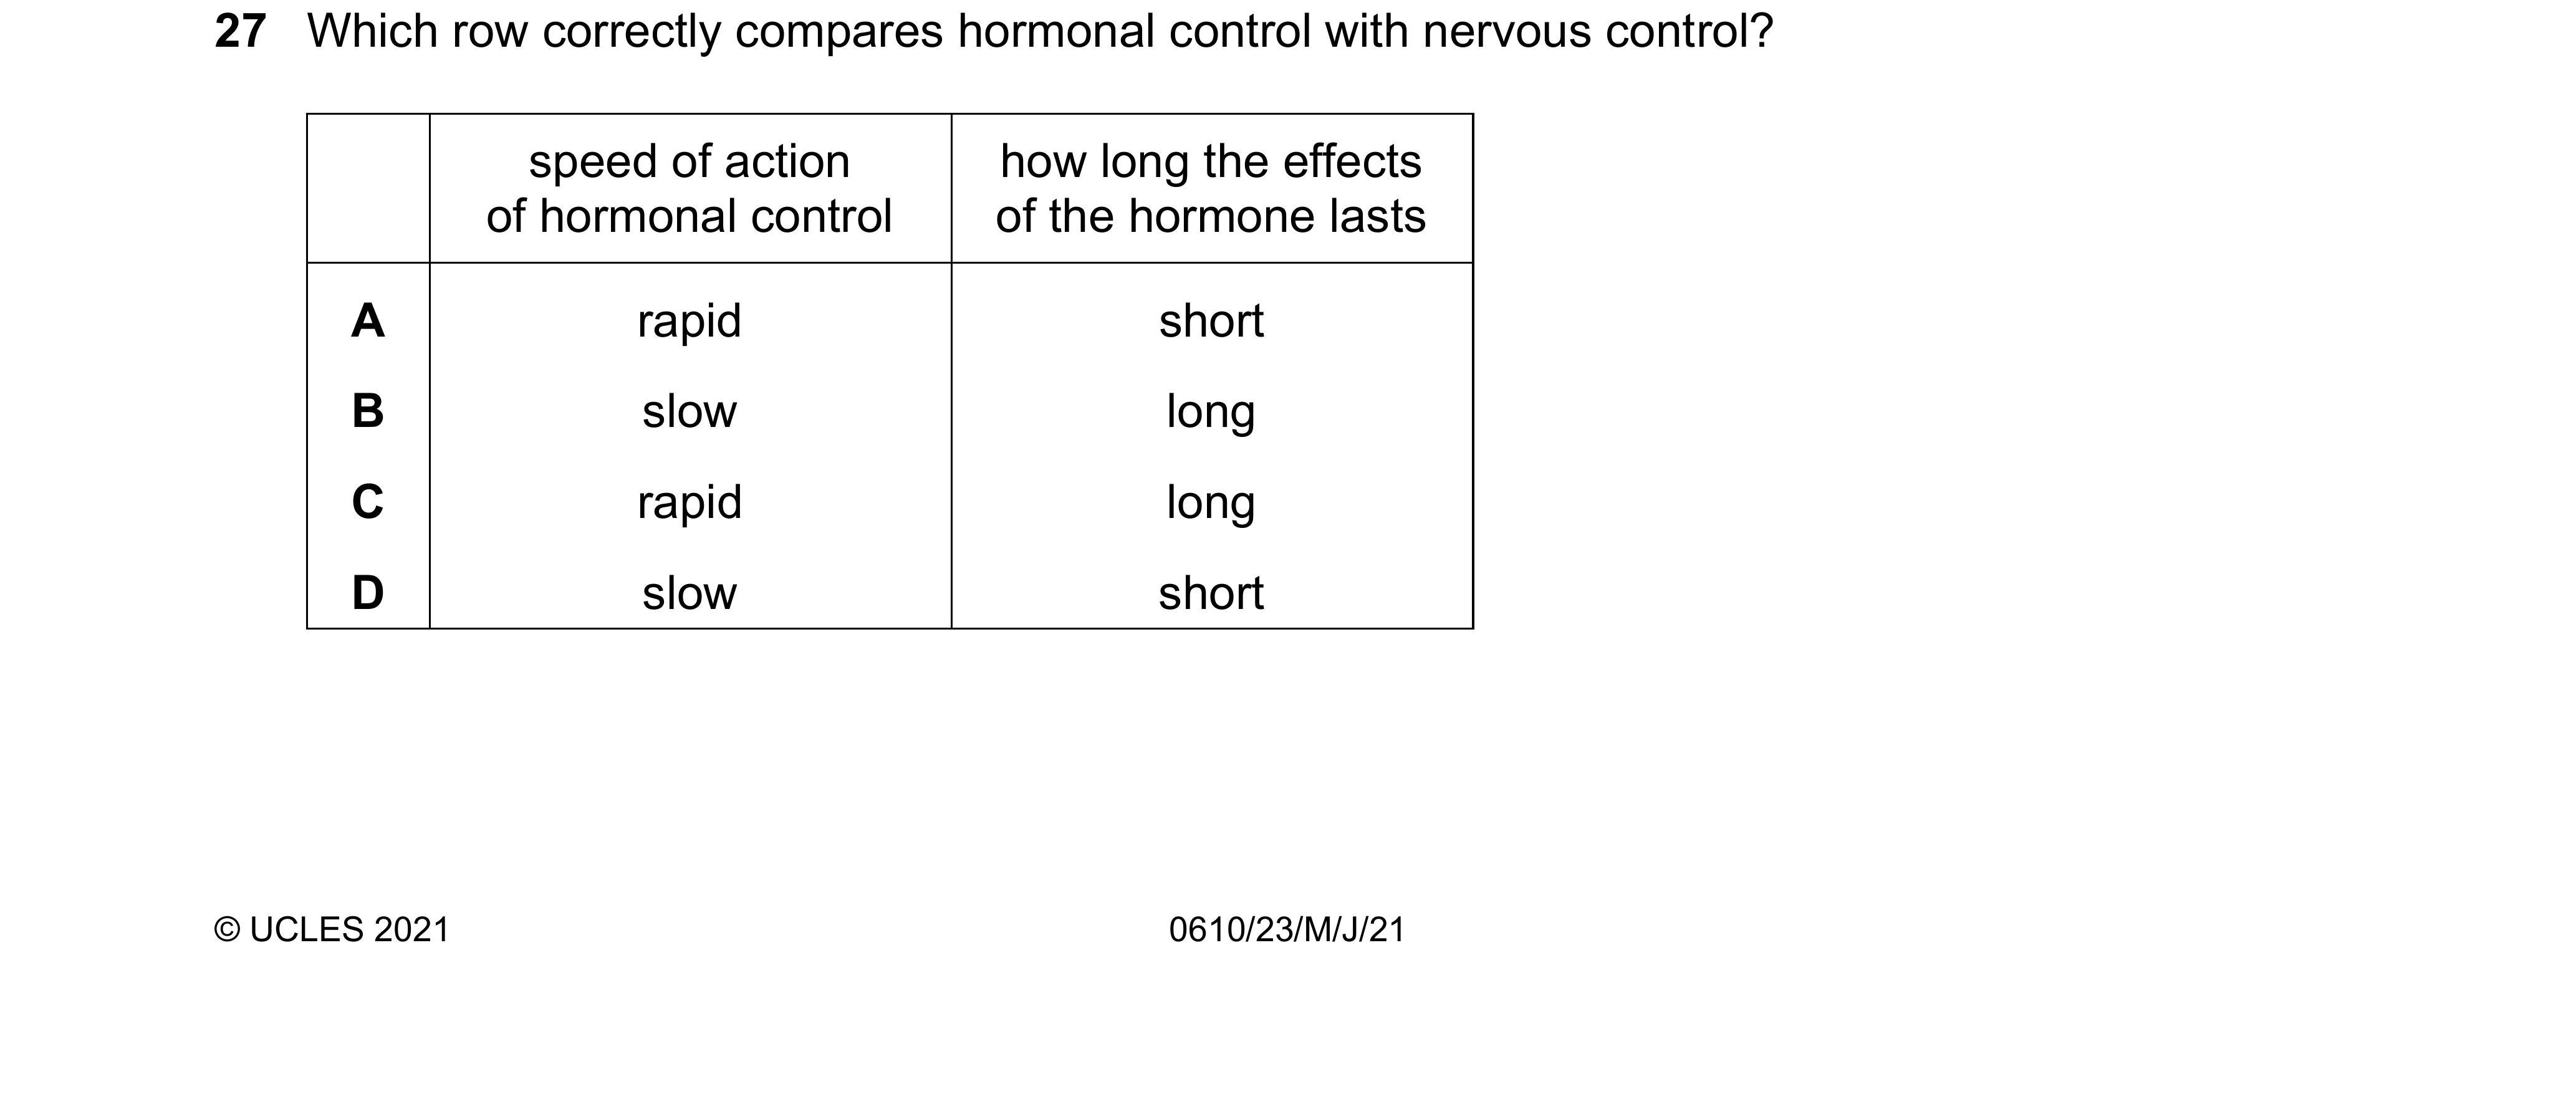 27 Which row correctly compares hormonal control with nervous control?
speed of action of hormonal control how long the effects of the hormone lasts
A rapid short
B slow long
C rapid long
D slow short
© UCLES 2021 0610/23/M/J/21